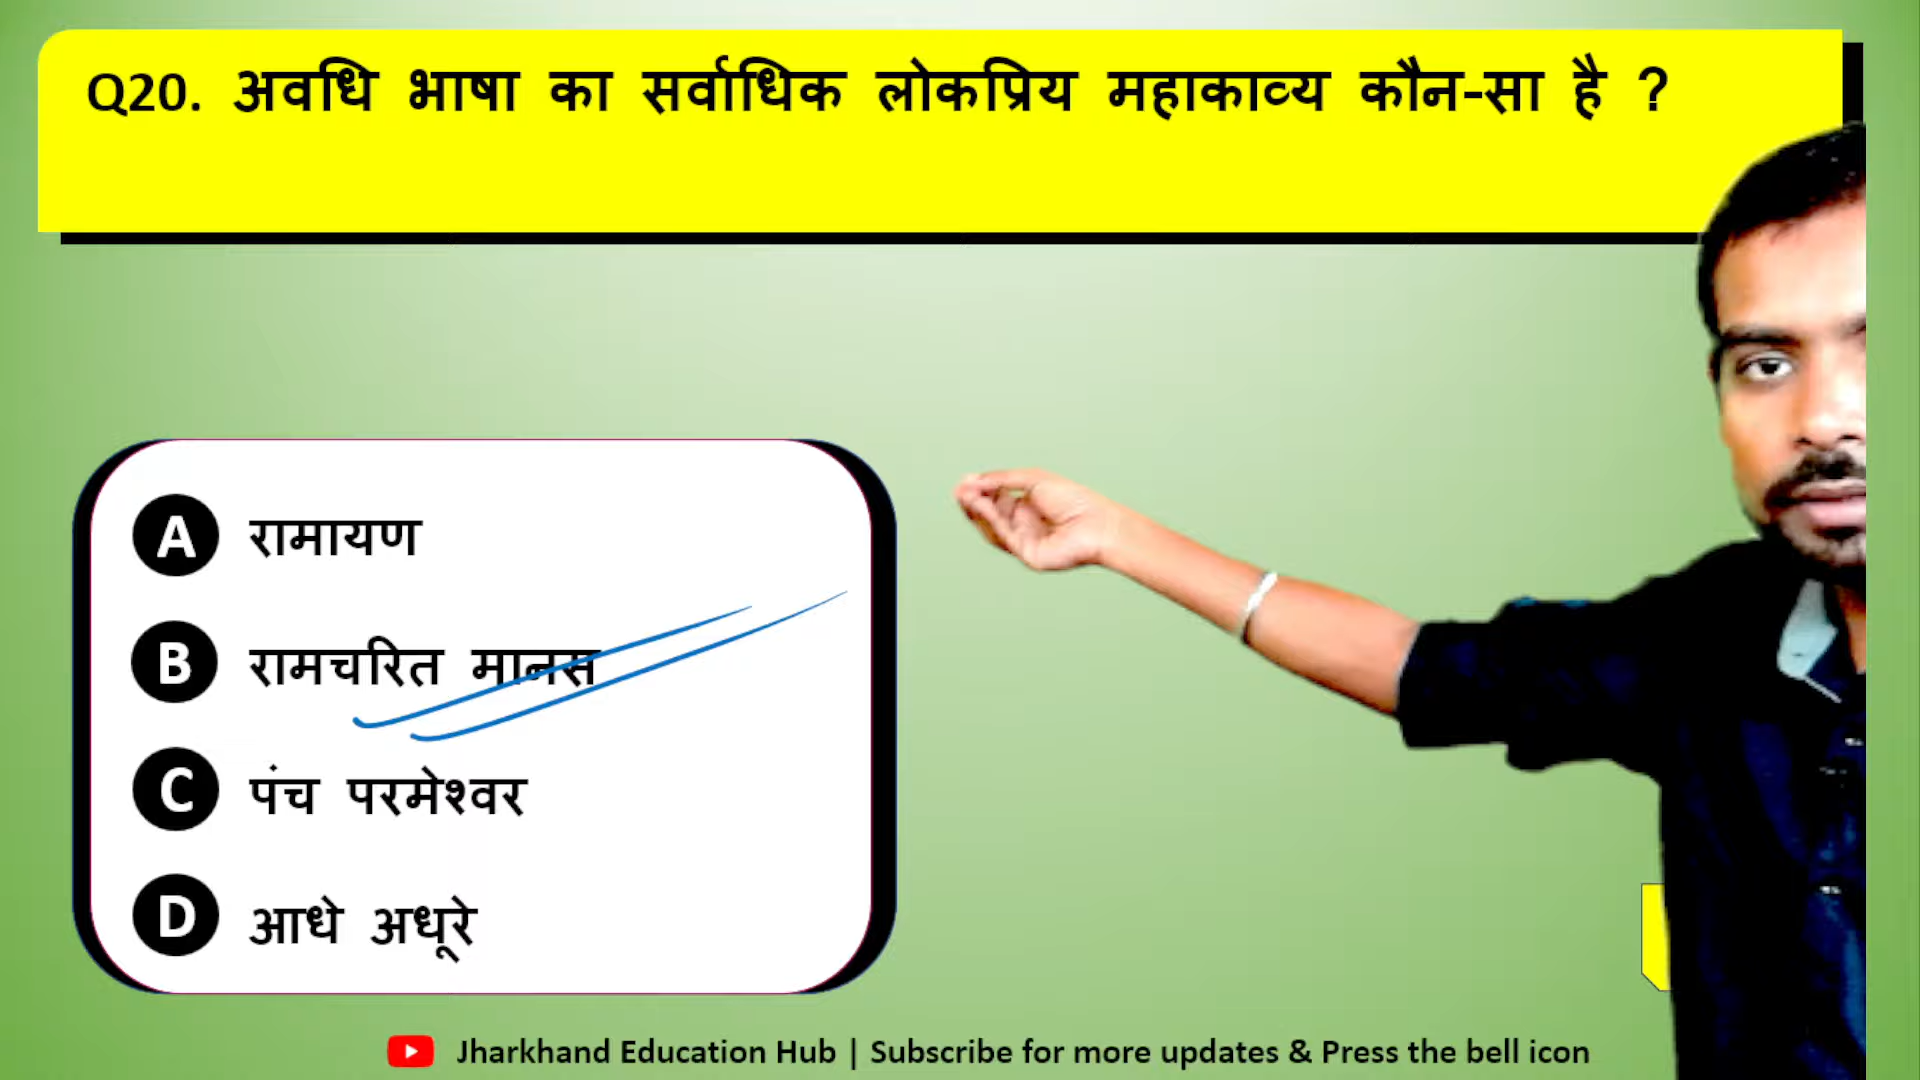 Q20. अवधि भाषा का सर्वाधिक लोकप्रिय महाकाव्य कौन-सा है ?
A रामायण
B रामचरित मानस
C पंच परमेश्वर
D आधे अधूरे
Jharkhand Education Hub | Subscribe for more updates & Press the bell icon